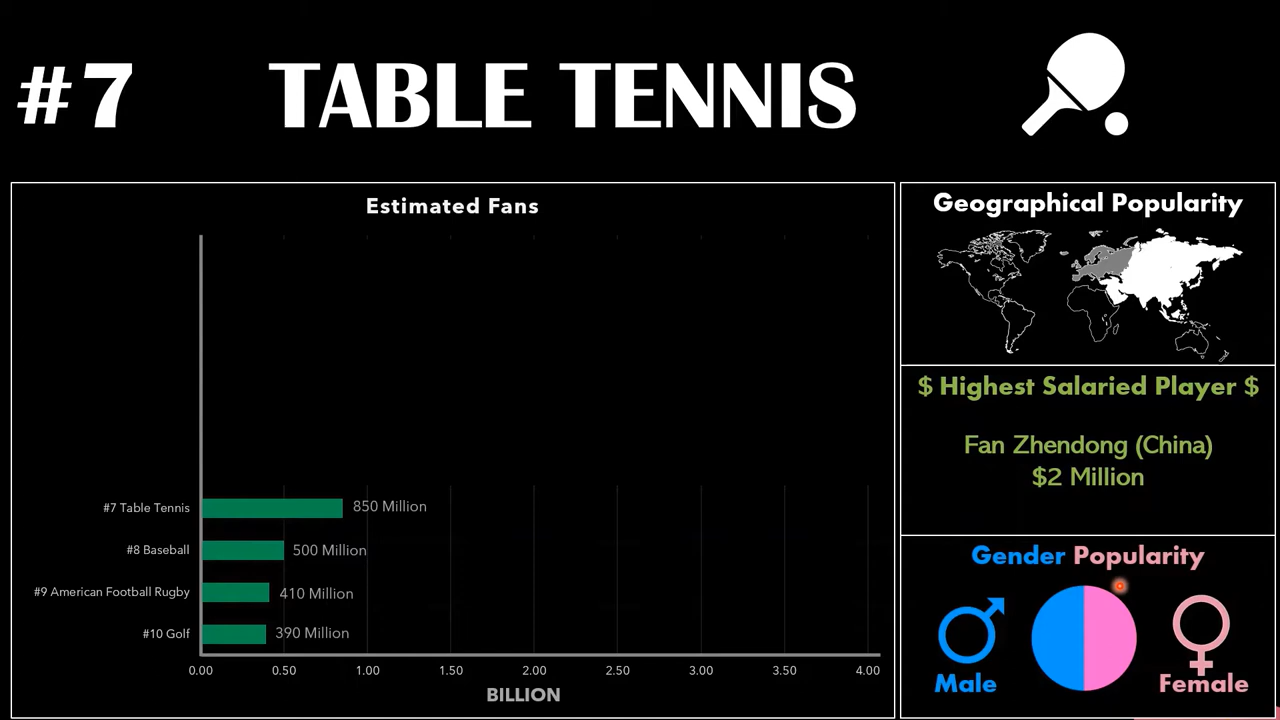 #7
TABLE TENNIS
Estimated Fans
#7 Table Tennis
850 Million
#8 Baseball
500 Million
#9 American Football Rugby
410 Million
#10 Golf
390 Million
0.00 0.50 1.00 1.50 2.00 2.50 3.00 3.50 4.00
BILLION
Geographical Popularity
$ Highest Salaried Player $
Fan Zhendong (China)
$2 Million
Gender Popularity
Male
Female